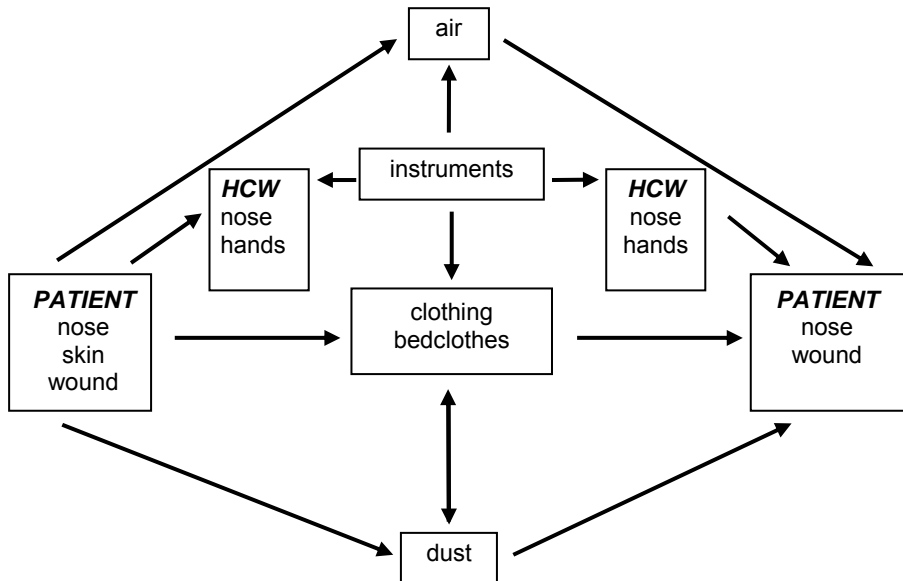 air
instruments
HCW
nose
hands
HCW
nose
hands
PATIENT
nose
skin
wound
clothing
bedclothes
PATIENT
nose
wound
dust